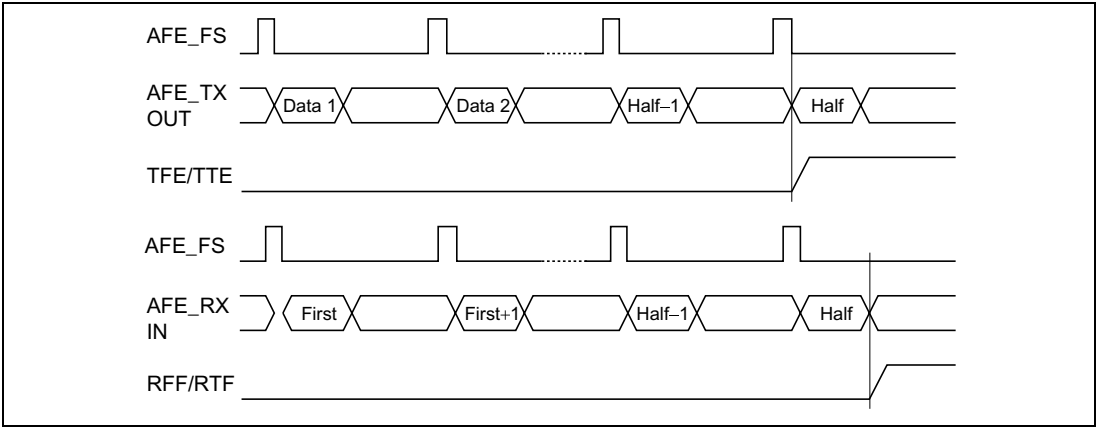 AFE_FS
AFE_TX
OUT
Data 1
Data 2
Half−1
Half
TFE/TTE
AFE_FS
AFE_RX
IN
First
First+1
Half−1
Half
RFF/RTF